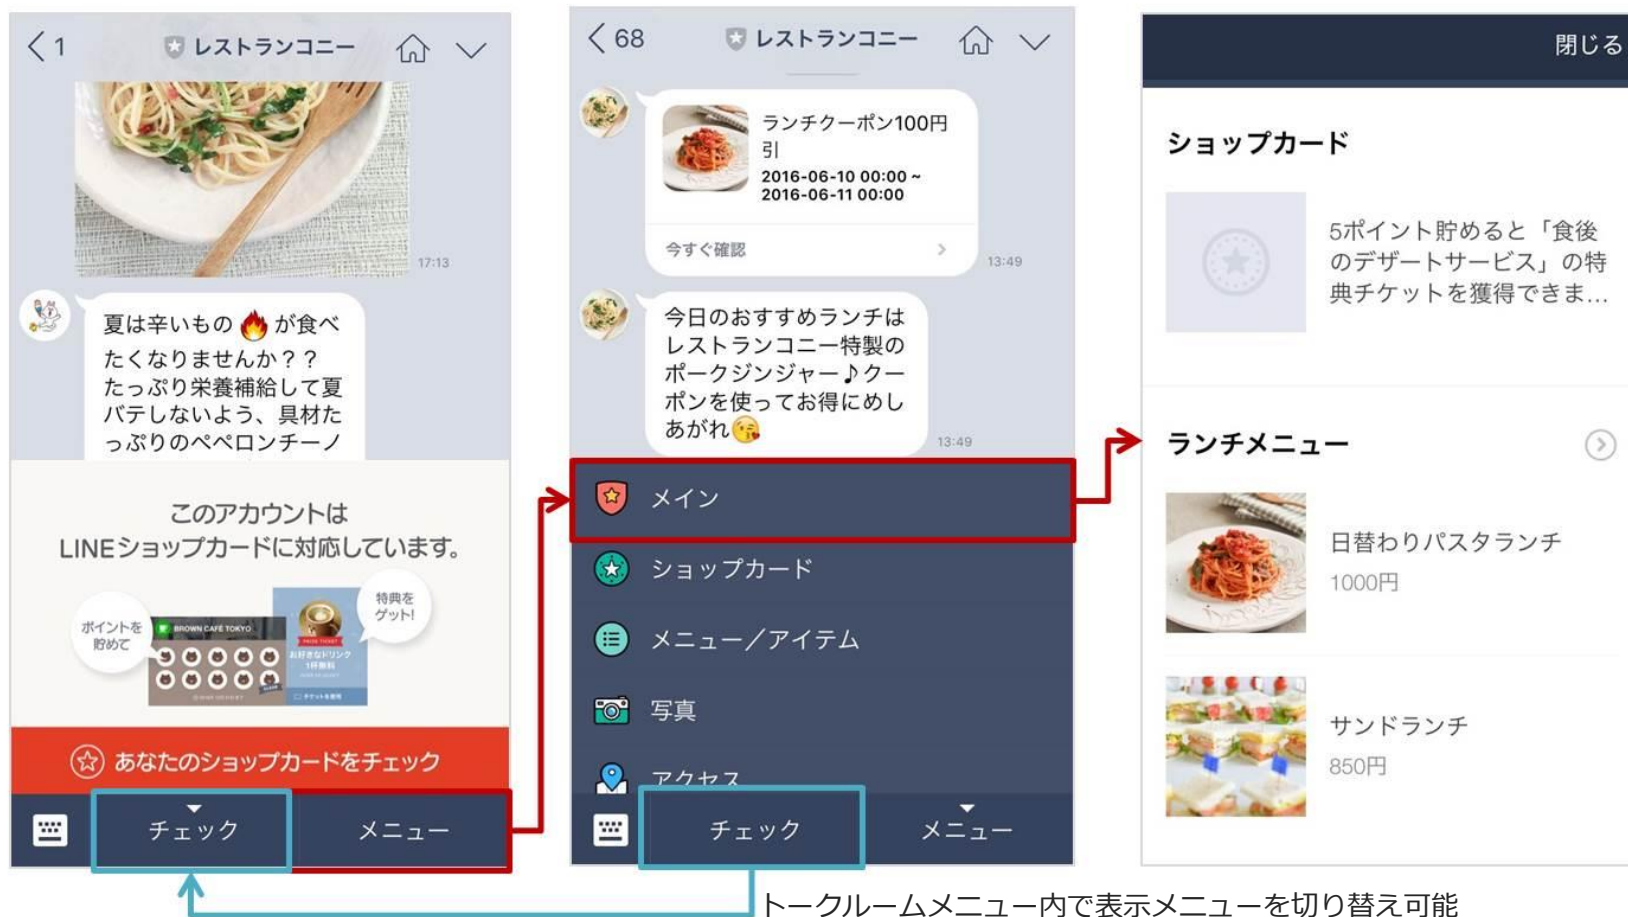 1
レストランコニー
17:13
夏は辛いもの🔥が食べ
たくなりませんか？？
たっぷり栄養補給して夏
バテしないよう、具材た
っぷりのペペロンチーノ
このアカウントは
LINEショップカードに対応しています。
ポイントを
貯めて
特典を
ゲット!
BROWN CAFE TOKYO
お好きなドリンク
1杯無料
あなたのショップカードをチェック
チェック
メニュー
68
レストランコニー
ランチクーポン100円
引
2016-06-10 00:00 ~
2016-06-11 00:00
今すぐ確認
13:49
今日のおすすめランチは
レストランコニー特製の
ポークジンジャー♪クー
ポンを使ってお得にめし
あがれ😘
13:49
メイン
ショップカード
メニュー／アイテム
写真
アクセス
チェック
メニュー
閉じる
ショップカード
5ポイント貯めると「食後
のデザートサービス」の特
典チケットを獲得できま...
ランチメニュー
日替わりパスタランチ
1000円
サンドランチ
850円
トークルームメニュー内で表示メニューを切り替え可能